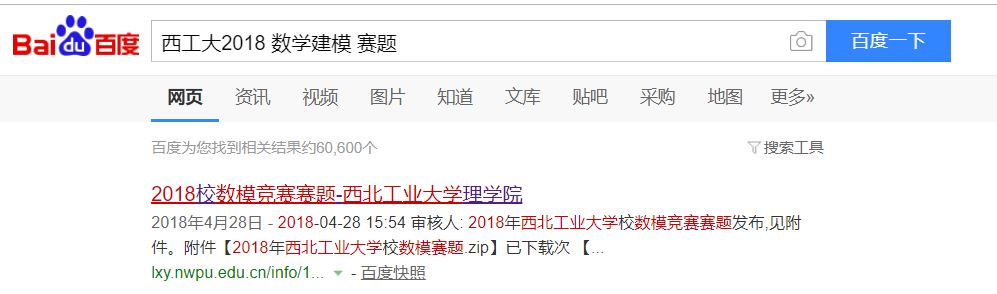 Bai du 百度 西工大2018 数学建模 赛题 百度一下
网页 资讯 视频 图片 知道 文库 贴吧 采购 地图 更多»
百度为您找到相关结果约60,600个 搜索工具
2018校数模竞赛赛题-西北工业大学理学院
2018年4月28日 - 2018-04-28 15:54 审核人: 2018年西北工业大学校数模竞赛赛题发布,见附
件。附件【2018年西北工业大学校数模赛题.zip】已下载次 【...
lxy.nwpu.edu.cn/info/1... - 百度快照